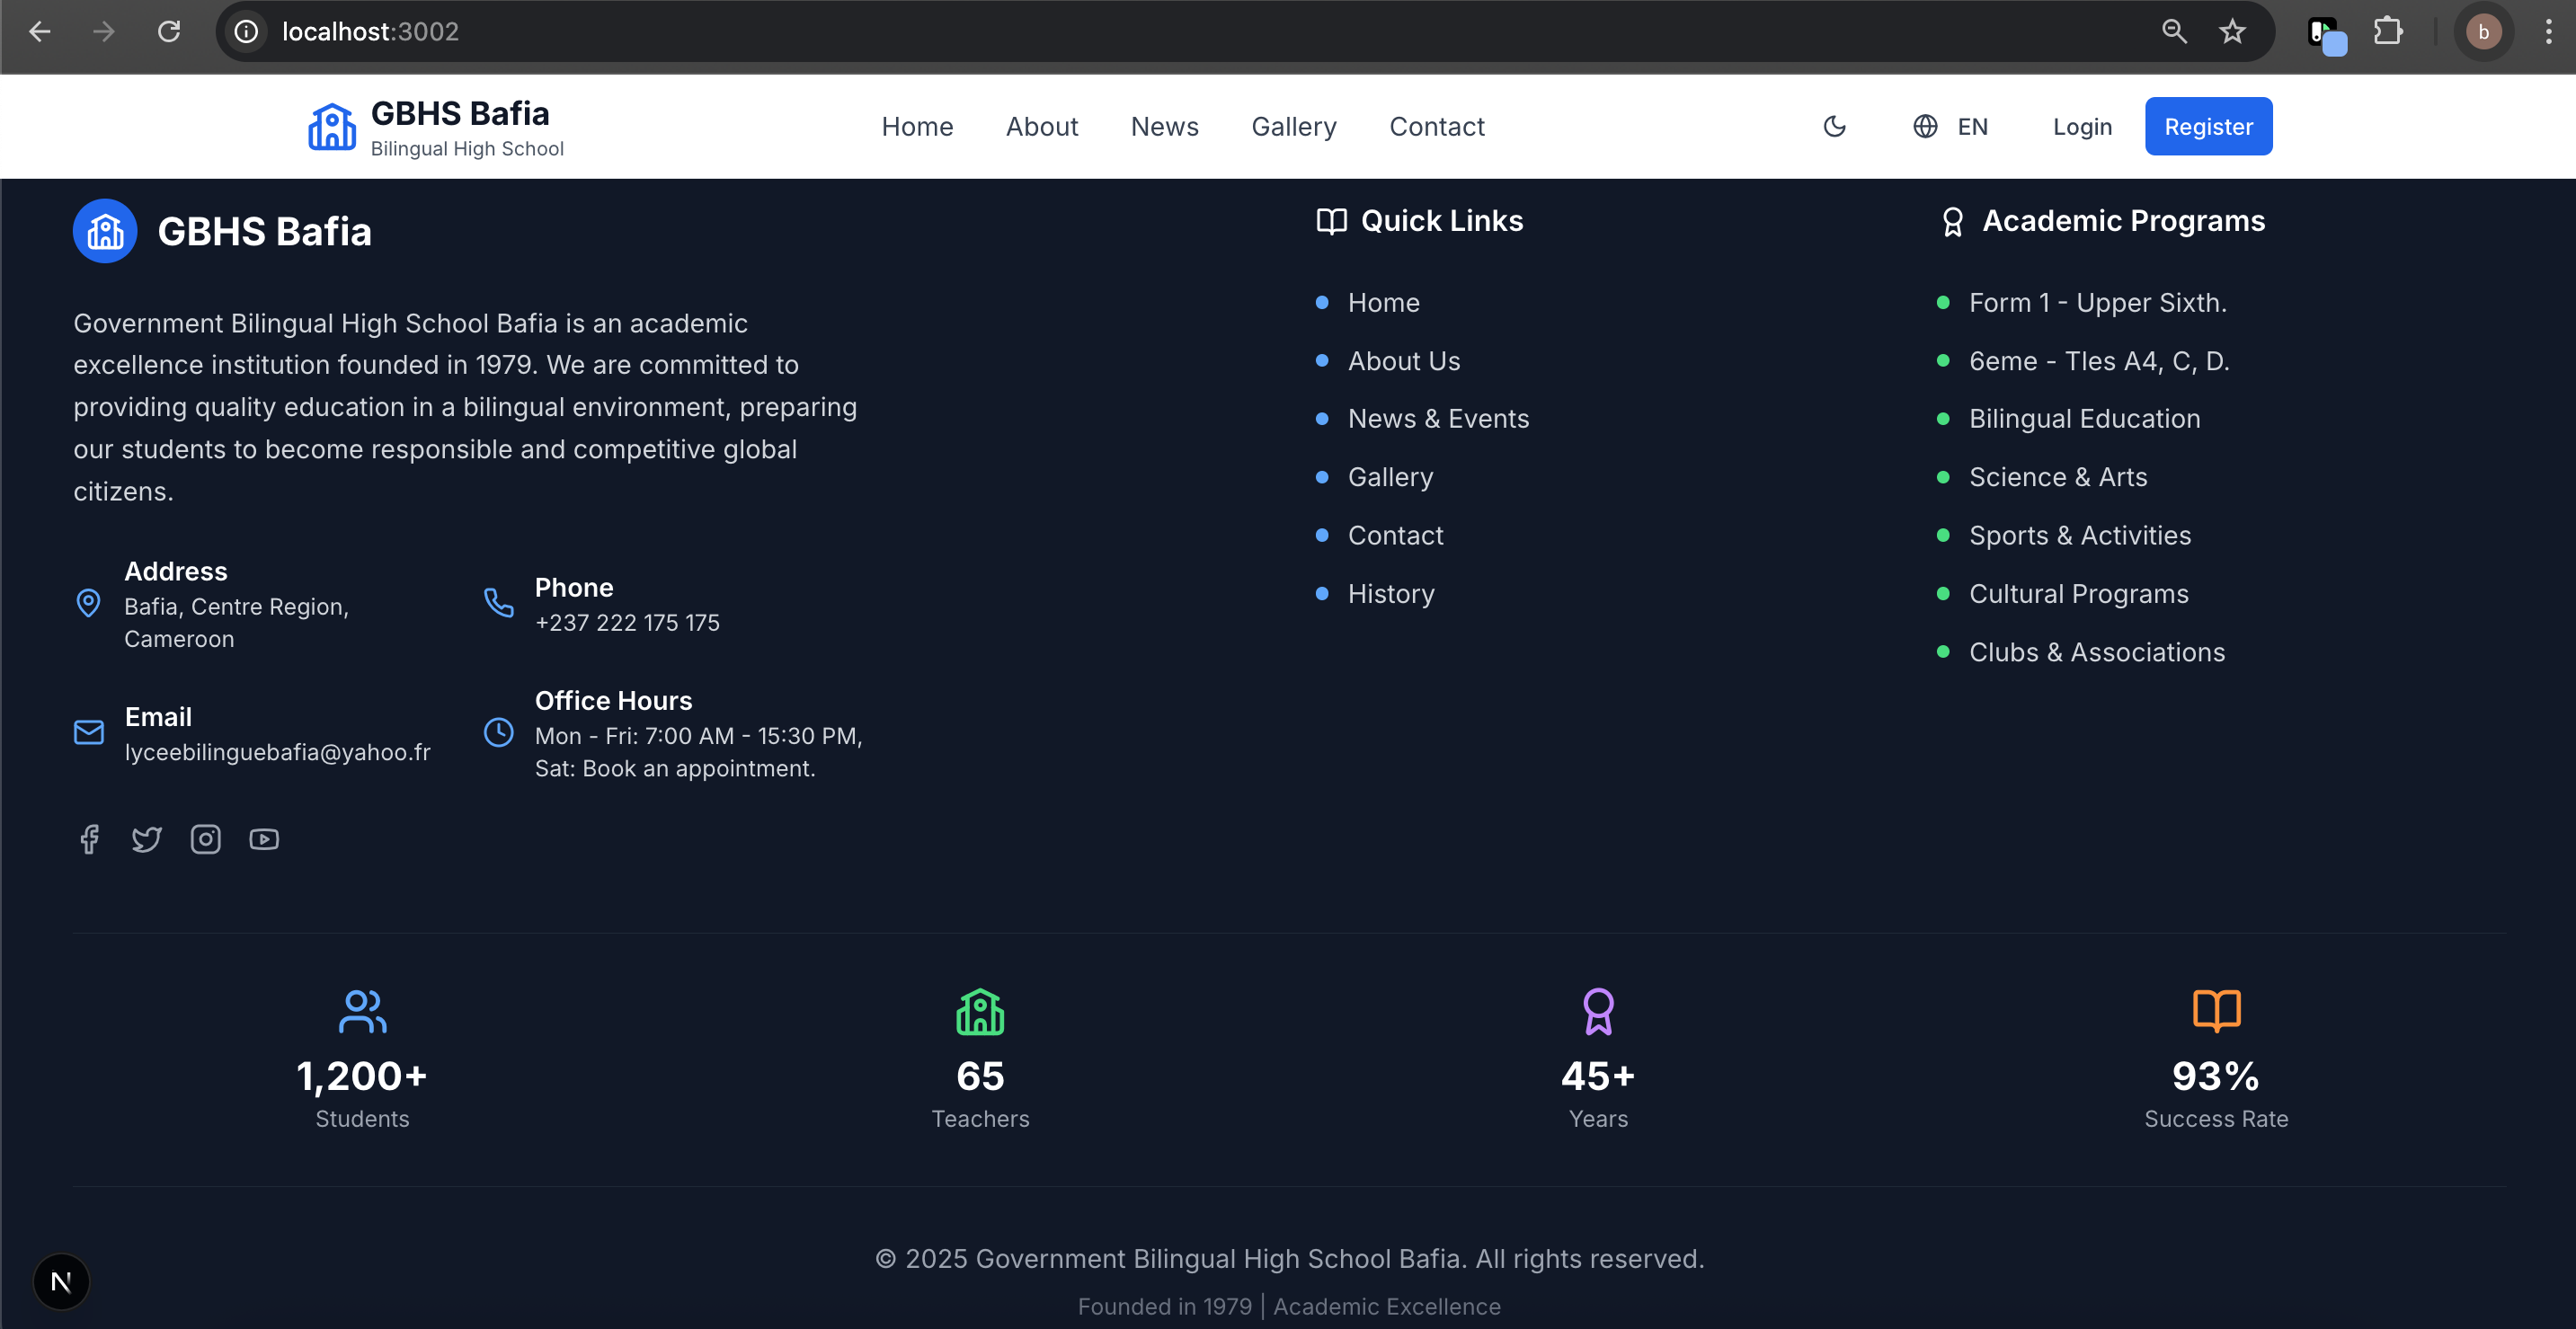 localhost:3002
b
GBHS Bafia
Bilingual High School
Home
About
News
Gallery
Contact
EN
Login
Register
GBHS Bafia
Government Bilingual High School Bafia is an academic
excellence institution founded in 1979. We are committed to
providing quality education in a bilingual environment, preparing
our students to become responsible and competitive global
citizens.
Address
Bafia, Centre Region,
Cameroon
Phone
+237 222 175 175
Email
lyceebilinguebafia@yahoo.fr
Office Hours
Mon - Fri: 7:00 AM - 15:30 PM,
Sat: Book an appointment.
Quick Links
Home
About Us
News & Events
Gallery
Contact
History
Academic Programs
Form 1 - Upper Sixth.
6eme - Tles A4, C, D.
Bilingual Education
Science & Arts
Sports & Activities
Cultural Programs
Clubs & Associations
1,200+
Students
65
Teachers
45+
Years
93%
Success Rate
© 2025 Government Bilingual High School Bafia. All rights reserved.
Founded in 1979 | Academic Excellence
N